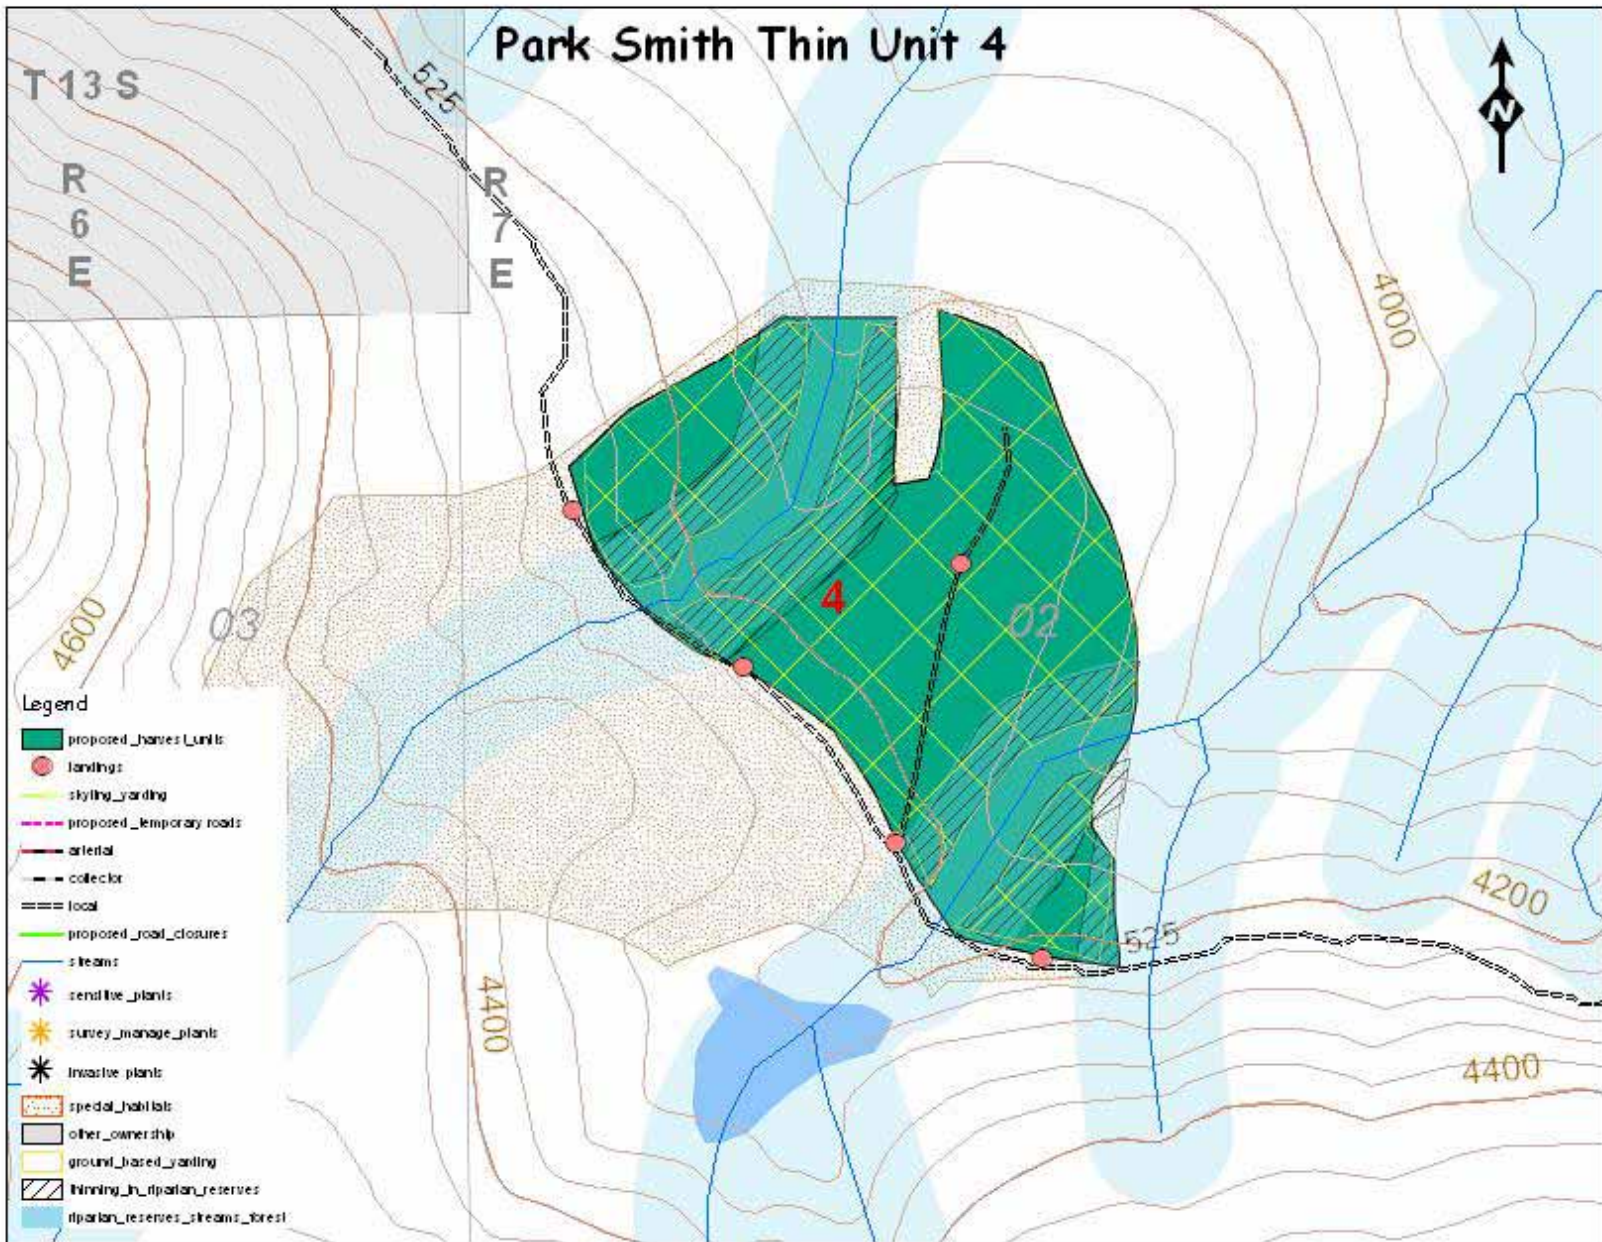 Park Smith Thin Unit 4
T 13 S
525
N
R
6
E
R
7
E
4000
4
03
02
4600
Legend
proposed_harvest_units
landings
skyling_yarding
proposed_temporary roads
arterial
collector
local
proposed_road_closures
streams
sensitive_plants
survey_manage_plants
invasive plants
special_habitats
other_ownership
ground_based_yarding
thinning_in_riparian_reserves
riparian_reserves_streams_forest
525
4200
4400
4400